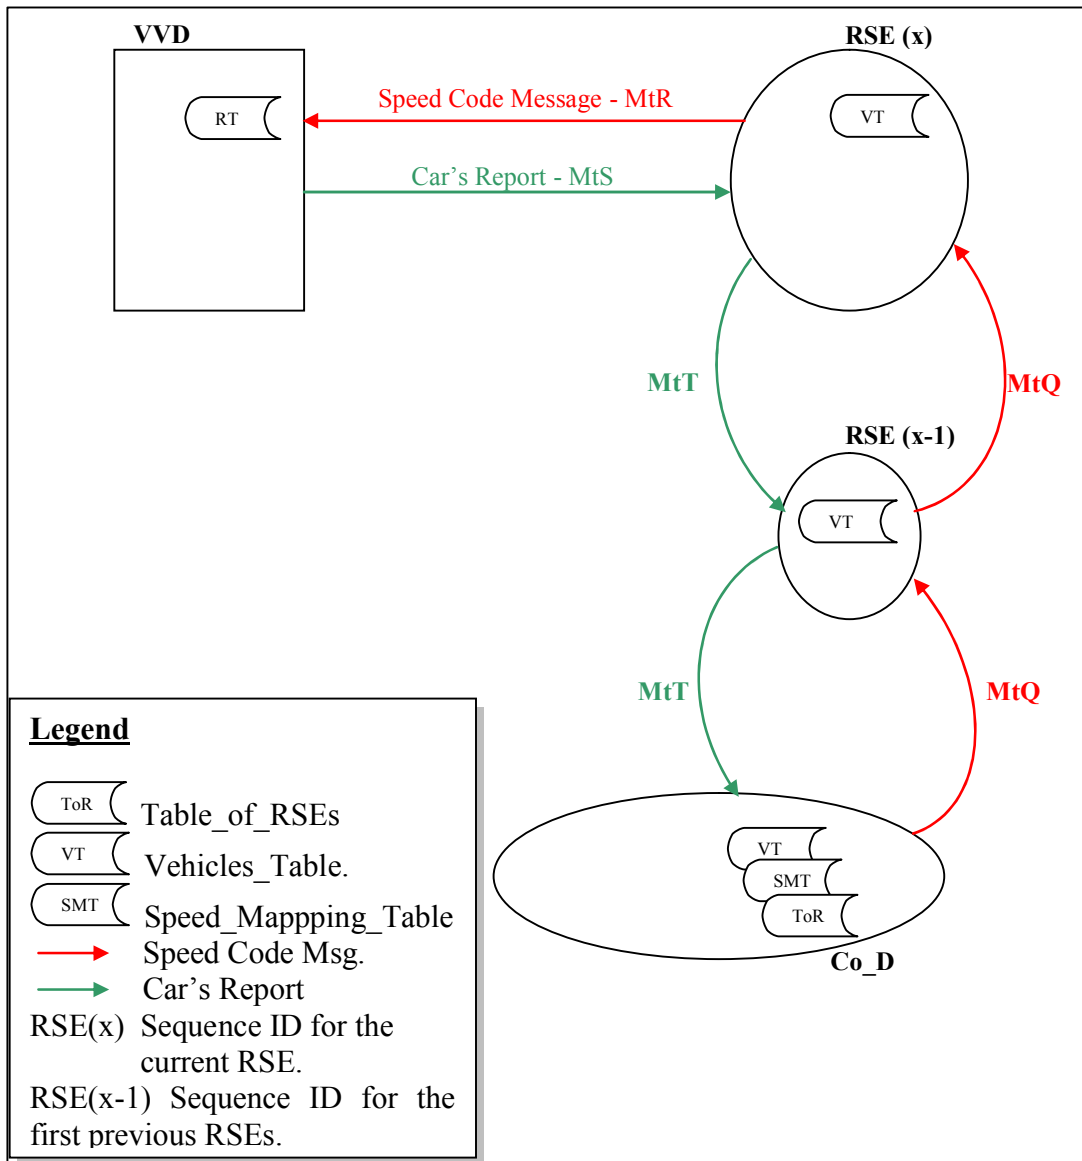 VVD
RSE (x)
Speed Code Message - MtR
RT
VT
Car's Report - MtS
MtT
MtQ
RSE (x-1)
VT
MtT
MtQ
VT
SMT
ToR
Co_D
Legend
ToR Table_of_RSEs
VT Vehicles_Table.
SMT Speed_Mappping_Table
Speed Code Msg.
Car's Report
RSE(x) Sequence ID for the
current RSE.
RSE(x-1) Sequence ID for the
first previous RSEs.